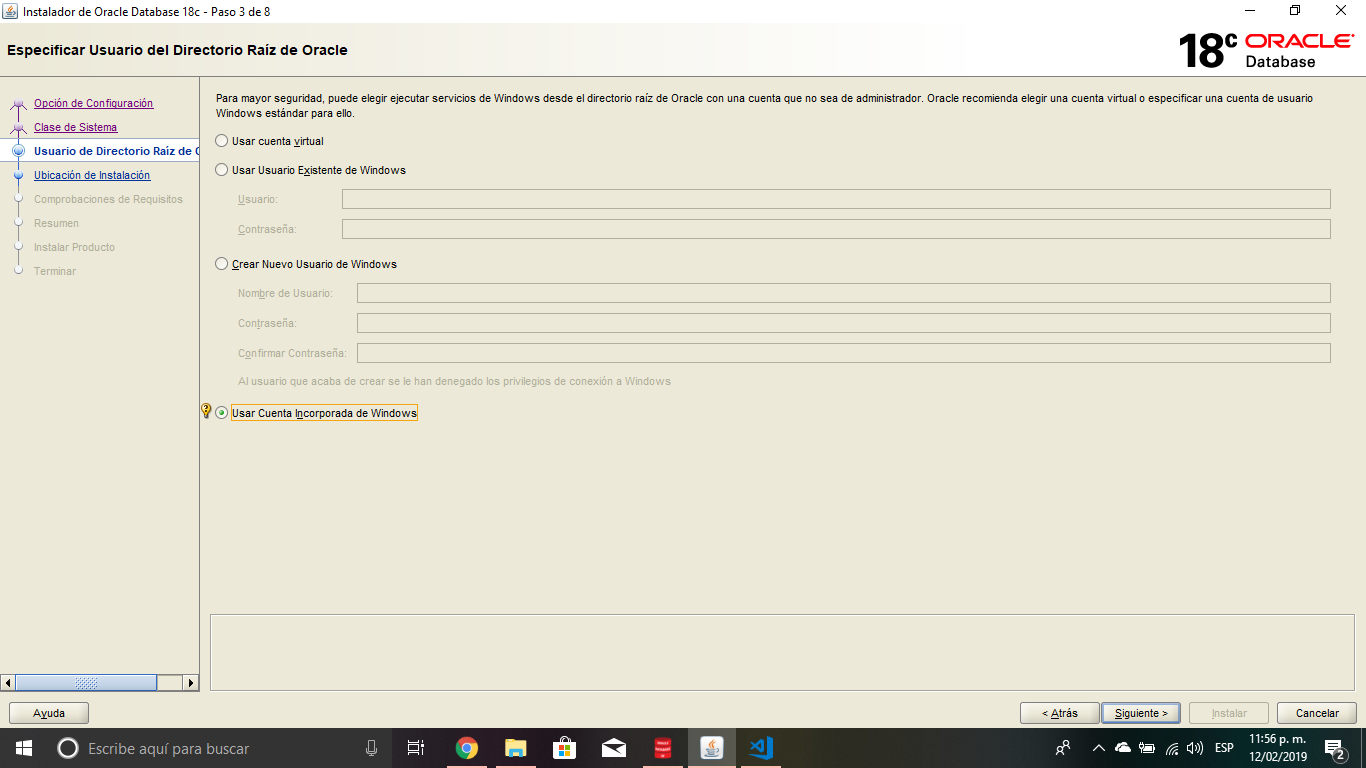 Instalador de Oracle Database 18c - Paso 3 de 8
Especificar Usuario del Directorio Raíz de Oracle
18c ORACLE
Database
Opción de Configuración
Clase de Sistema
Usuario de Directorio Raíz de
Ubicación de Instalación
Comprobaciones de Requisitos
Resumen
Instalar Producto
Terminar
Para mayor seguridad, puede elegir ejecutar servicios de Windows desde el directorio raíz de Oracle con una cuenta que no sea de administrador. Oracle recomienda elegir una cuenta virtual o especificar una cuenta de usuario
Windows estándar para ello.
Usar cuenta virtual
Usar Usuario Existente de Windows
Usuario:
Contraseña:
Crear Nuevo Usuario de Windows
Nombre de Usuario:
Contraseña:
Confirmar Contraseña:
Al usuario que acaba de crear se le han denegado los privilegios de conexión a Windows
Usar Cuenta Incorporada de Windows
Ayuda
< Atrás
Siguiente >
Instalar
Cancelar
Escribe aquí para buscar
ESP
11:56 p. m.
12/02/2019
2